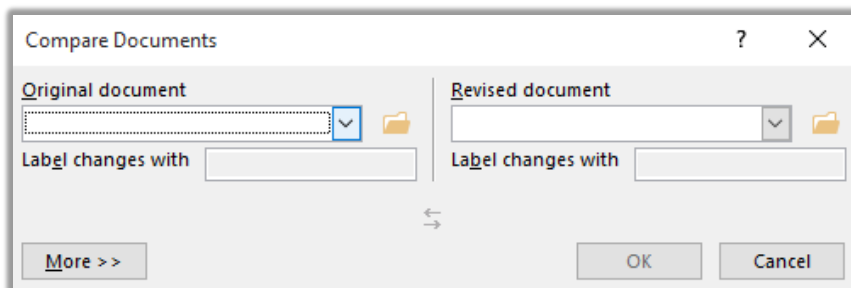 Compare Documents ?
Original document Revised document
Label changes with Label changes with
More >> OK Cancel